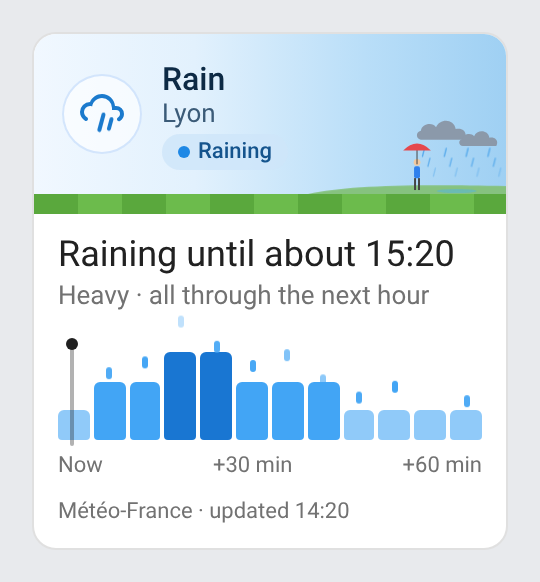 Rain
Lyon
Raining
Raining until about 15:20
Heavy · all through the next hour
Now +30 min +60 min
Météo-France · updated 14:20